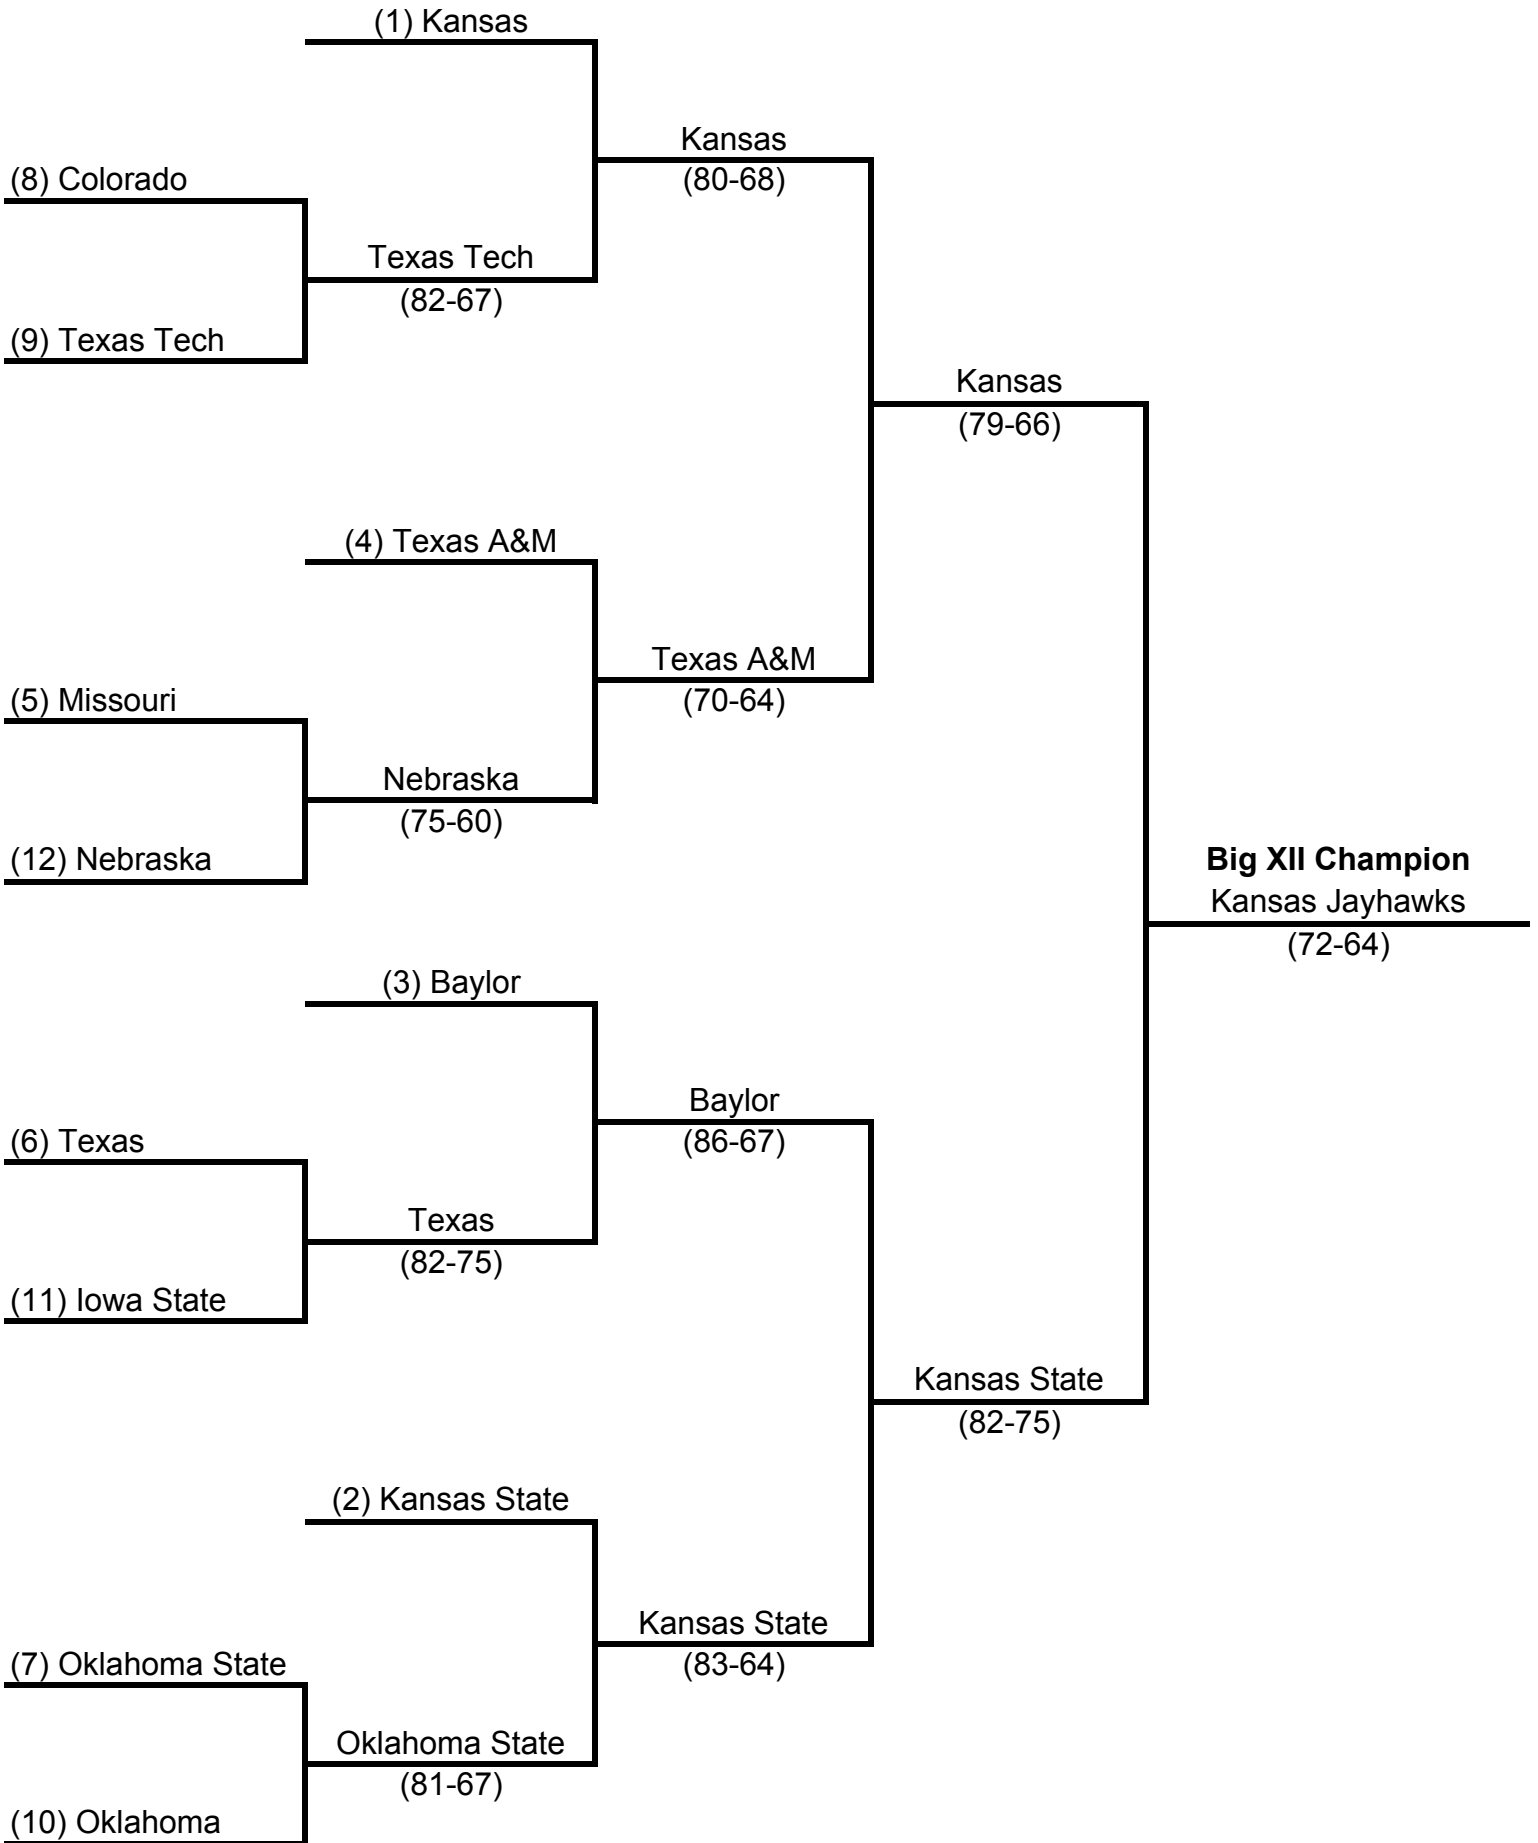 (1) Kansas
Kansas
(80-68)
(8) Colorado
Texas Tech
(82-67)
(9) Texas Tech
Kansas
(79-66)
(4) Texas A&M
Texas A&M
(70-64)
(5) Missouri
Nebraska
(75-60)
(12) Nebraska
Big XII Champion
Kansas Jayhawks
(72-64)
(3) Baylor
Baylor
(86-67)
(6) Texas
Texas
(82-75)
(11) Iowa State
Kansas State
(82-75)
(2) Kansas State
Kansas State
(83-64)
(7) Oklahoma State
Oklahoma State
(81-67)
(10) Oklahoma